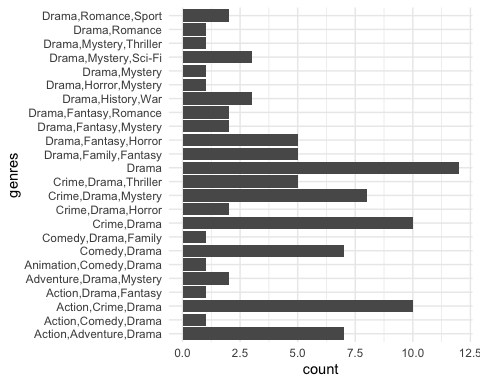 Drama,Romance,Sport
Drama,Romance
Drama,Mystery,Thriller
Drama,Mystery,Sci-Fi
Drama,Mystery
Drama,Horror,Mystery
Drama,History,War
Drama,Fantasy,Romance
Drama,Fantasy,Mystery
Drama,Fantasy,Horror
Drama,Family,Fantasy
Drama
Crime,Drama,Thriller
Crime,Drama,Mystery
Crime,Drama,Horror
Crime,Drama
Comedy,Drama,Family
Comedy,Drama
Animation,Comedy,Drama
Adventure,Drama,Mystery
Action,Drama,Fantasy
Action,Crime,Drama
Action,Comedy,Drama
Action,Adventure,Drama
genres
0.0 2.5 5.0 7.5 10.0 12.5
count